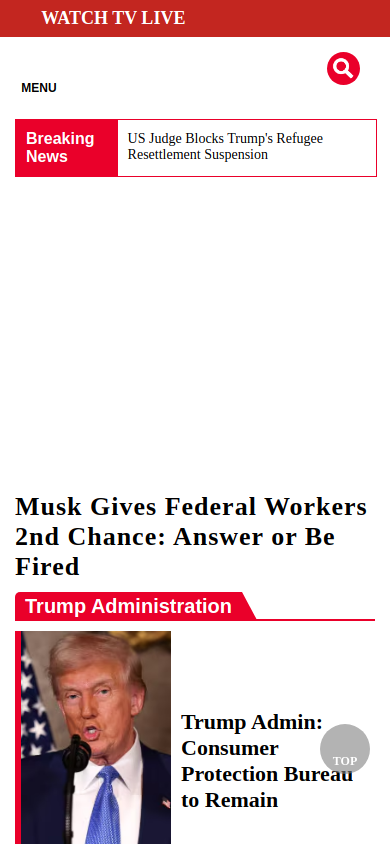 WATCH TV LIVE
MENU
Breaking
News
US Judge Blocks Trump's Refugee
Resettlement Suspension
Musk Gives Federal Workers
2nd Chance: Answer or Be
Fired
Trump Administration
Trump Admin:
Consumer
Protection Bureau
to Remain
TOP